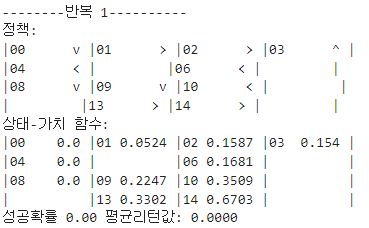 --------반복 1----------
정책:
|00      v |01      > |02      > |03      ^ |
|04      < |          |06      < |          |
|08      v |09      v |10      < |          |
|          |13      > |14      > |          |
상태-가치 함수:
|00    0.0 |01 0.0524 |02 0.1587 |03  0.154 |
|04    0.0 |          |06 0.1681 |          |
|08    0.0 |09 0.2247 |10 0.3509 |          |
|          |13 0.3302 |14 0.6703 |          |
성공확률 0.00 평균리턴값: 0.0000